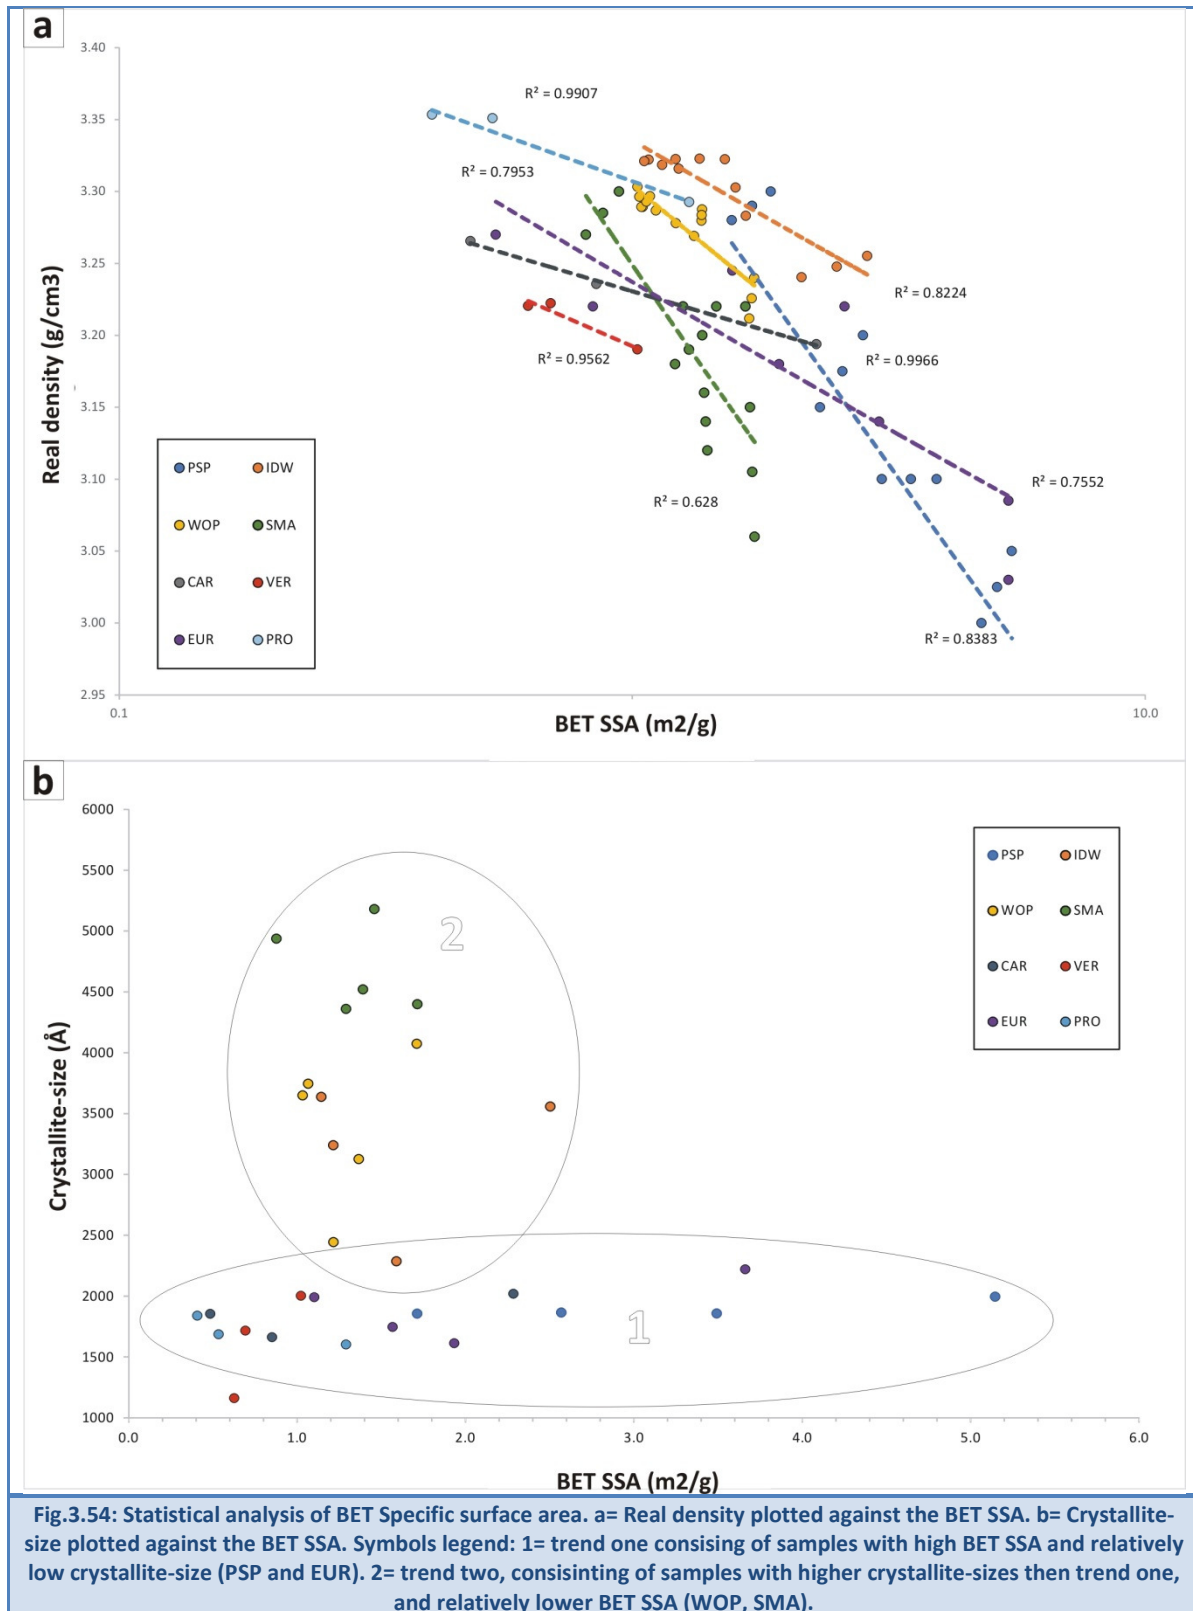 a
3.40
3.35
3.30
3.25
3.20
3.15
3.10
3.05
3.00
2.95
Real density (g/cm3)
R² = 0.9907
R² = 0.7953
R² = 0.8224
R² = 0.9966
R² = 0.9562
R² = 0.7552
R² = 0.628
R² = 0.8383
PSP IDW
WOP SMA
CAR VER
EUR PRO
0.1 10.0
BET SSA (m2/g)
b
6000
5500
5000
4500
4000
3500
3000
2500
2000
1500
1000
Crystallite-size (Å)
2
1
PSP IDW
WOP SMA
CAR VER
EUR PRO
0.0 1.0 2.0 3.0 4.0 5.0 6.0
BET SSA (m2/g)
Fig.3.54: Statistical analysis of BET Specific surface area. a= Real density plotted against the BET SSA. b= Crystallite-
size plotted against the BET SSA. Symbols legend: 1= trend one consising of samples with high BET SSA and relatively
low crystallite-size (PSP and EUR). 2= trend two, consisinting of samples with higher crystallite-sizes then trend one,
and relatively lower BET SSA (WOP, SMA).